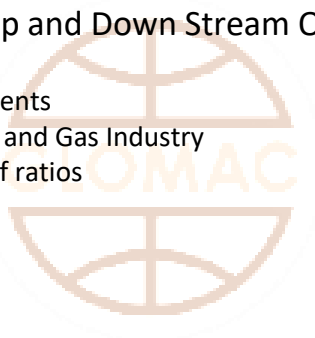 p and Down Stream C
ents
and Gas Industry
f ratios
GLOMAC